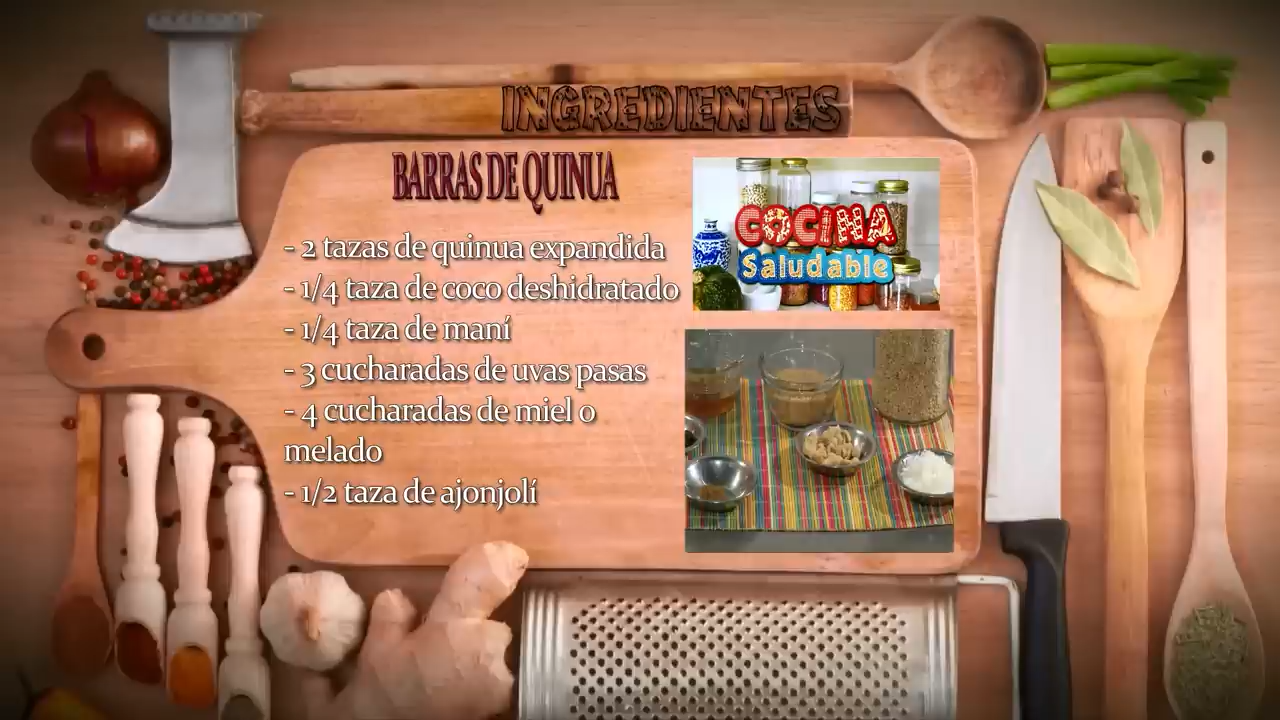 INGREDIENTES
BARRAS DE QUINUA
- 2 tazas de quinua expandida
- 1/4 taza de coco deshidratado
- 1/4 taza de maní
- 3 cucharadas de uvas pasas
- 4 cucharadas de miel o
melado
- 1/2 taza de ajonjolí
COCINA
Saludable